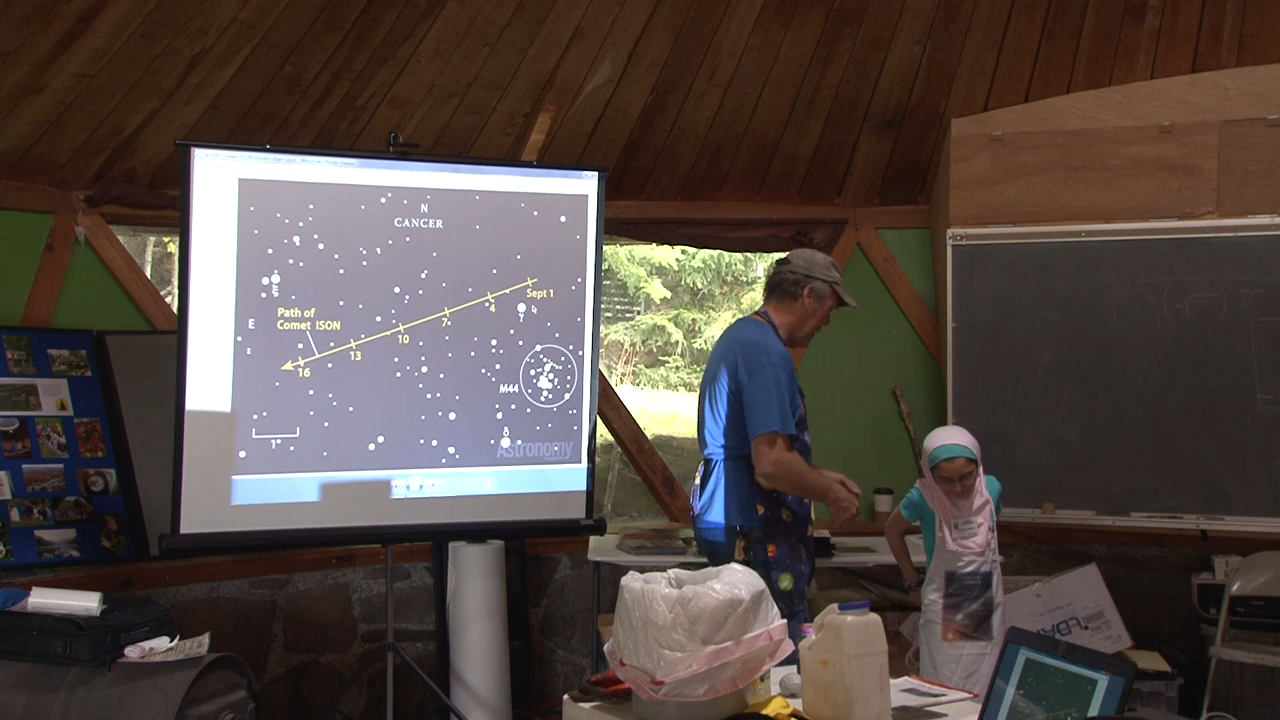 N
CANCER
Sept 1
4
7
10
13
16
Path of
Comet ISON
E
M44
1°
Astronomy